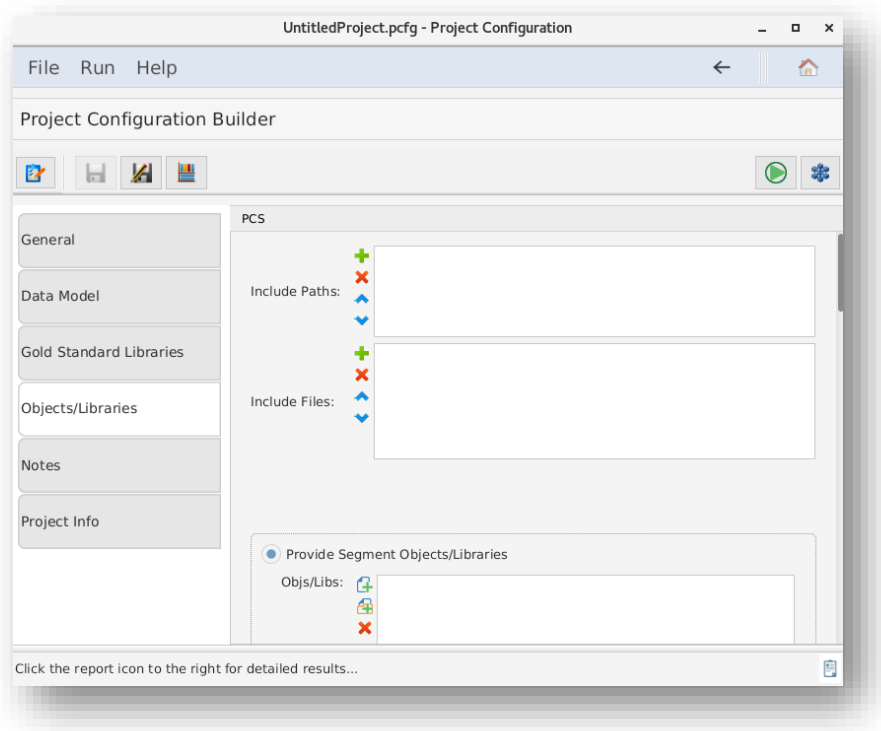 UntitledProject.pcfg - Project Configuration
File Run Help
Project Configuration Builder
PCS
General
Data Model
Gold Standard Libraries
Objects/Libraries
Notes
Project Info
Include Paths:
Include Files:
Provide Segment Objects/Libraries
Objs/Libs:
Click the report icon to the right for detailed results...